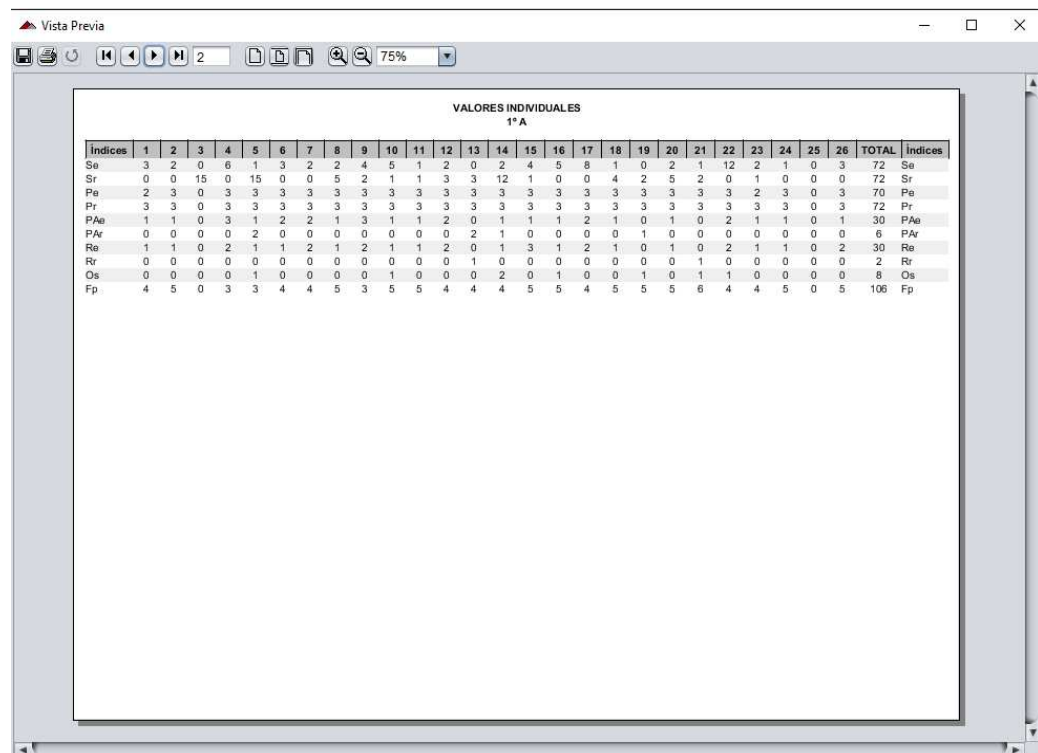 Vista Previa
2 75%
VALORES INDIVIDUALES
1º A
Índices 1 2 3 4 5 6 7 8 9 10 11 12 13 14 15 16 17 18 19 20 21 22 23 24 25 26 TOTAL Índices
Se 3 2 0 6 1 3 2 2 4 5 1 2 0 2 4 5 8 1 0 2 1 12 2 1 0 3 72 Se
Sr 0 0 15 0 15 0 0 5 2 1 1 3 3 12 1 0 0 4 2 5 2 0 1 0 0 0 72 Sr
Pe 2 3 0 3 3 3 3 3 3 3 3 3 3 3 3 3 3 3 3 3 3 3 2 3 0 3 70 Pe
Pr 3 3 0 3 3 3 3 3 3 3 3 3 3 3 3 3 3 3 3 3 3 3 3 3 0 3 72 Pr
PAe 1 1 0 3 1 2 2 1 3 1 1 2 0 1 1 1 2 1 0 1 0 2 1 1 0 1 30 PAe
PAr 0 0 0 0 2 0 0 0 0 0 0 0 2 1 0 0 0 0 1 0 0 0 0 0 0 0 6 PAr
Re 1 1 0 2 1 1 2 1 2 1 1 2 0 1 3 1 2 1 0 1 0 2 1 1 0 2 30 Re
Rr 0 0 0 0 0 0 0 0 0 0 0 0 1 0 0 0 0 0 0 0 1 0 0 0 0 0 2 Rr
Os 0 0 0 0 1 0 0 0 0 1 0 0 0 2 0 1 0 0 1 0 1 1 0 0 0 0 8 Os
Fp 4 5 0 3 3 4 4 5 3 5 5 4 4 4 5 5 4 5 5 5 6 4 4 5 0 5 106 Fp